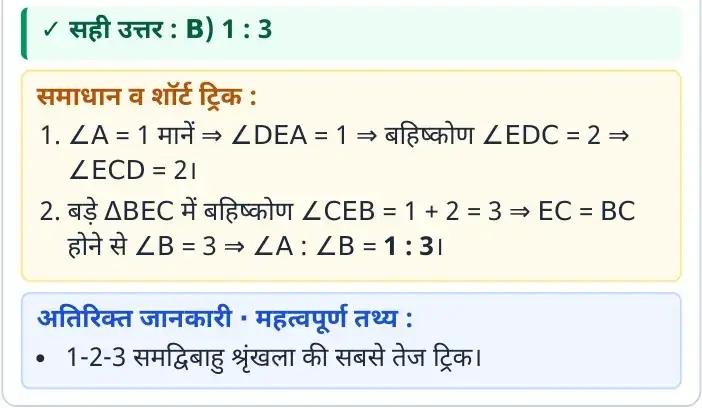 ✓ सही उत्तर : B) 1 : 3
समाधान व शॉर्ट ट्रिक :
1. ∠A = 1 मानें ⇒ ∠DEA = 1 ⇒ बहिष्कोण ∠EDC = 2 ⇒
∠ECD = 2।
2. बड़े ΔBEC में बहिष्कोण ∠CEB = 1 + 2 = 3 ⇒ EC = BC
होने से ∠B = 3 ⇒ ∠A : ∠B = 1 : 3।
अतिरिक्त जानकारी · महत्वपूर्ण तथ्य :
• 1-2-3 समद्विबाहु श्रृंखला की सबसे तेज ट्रिक।